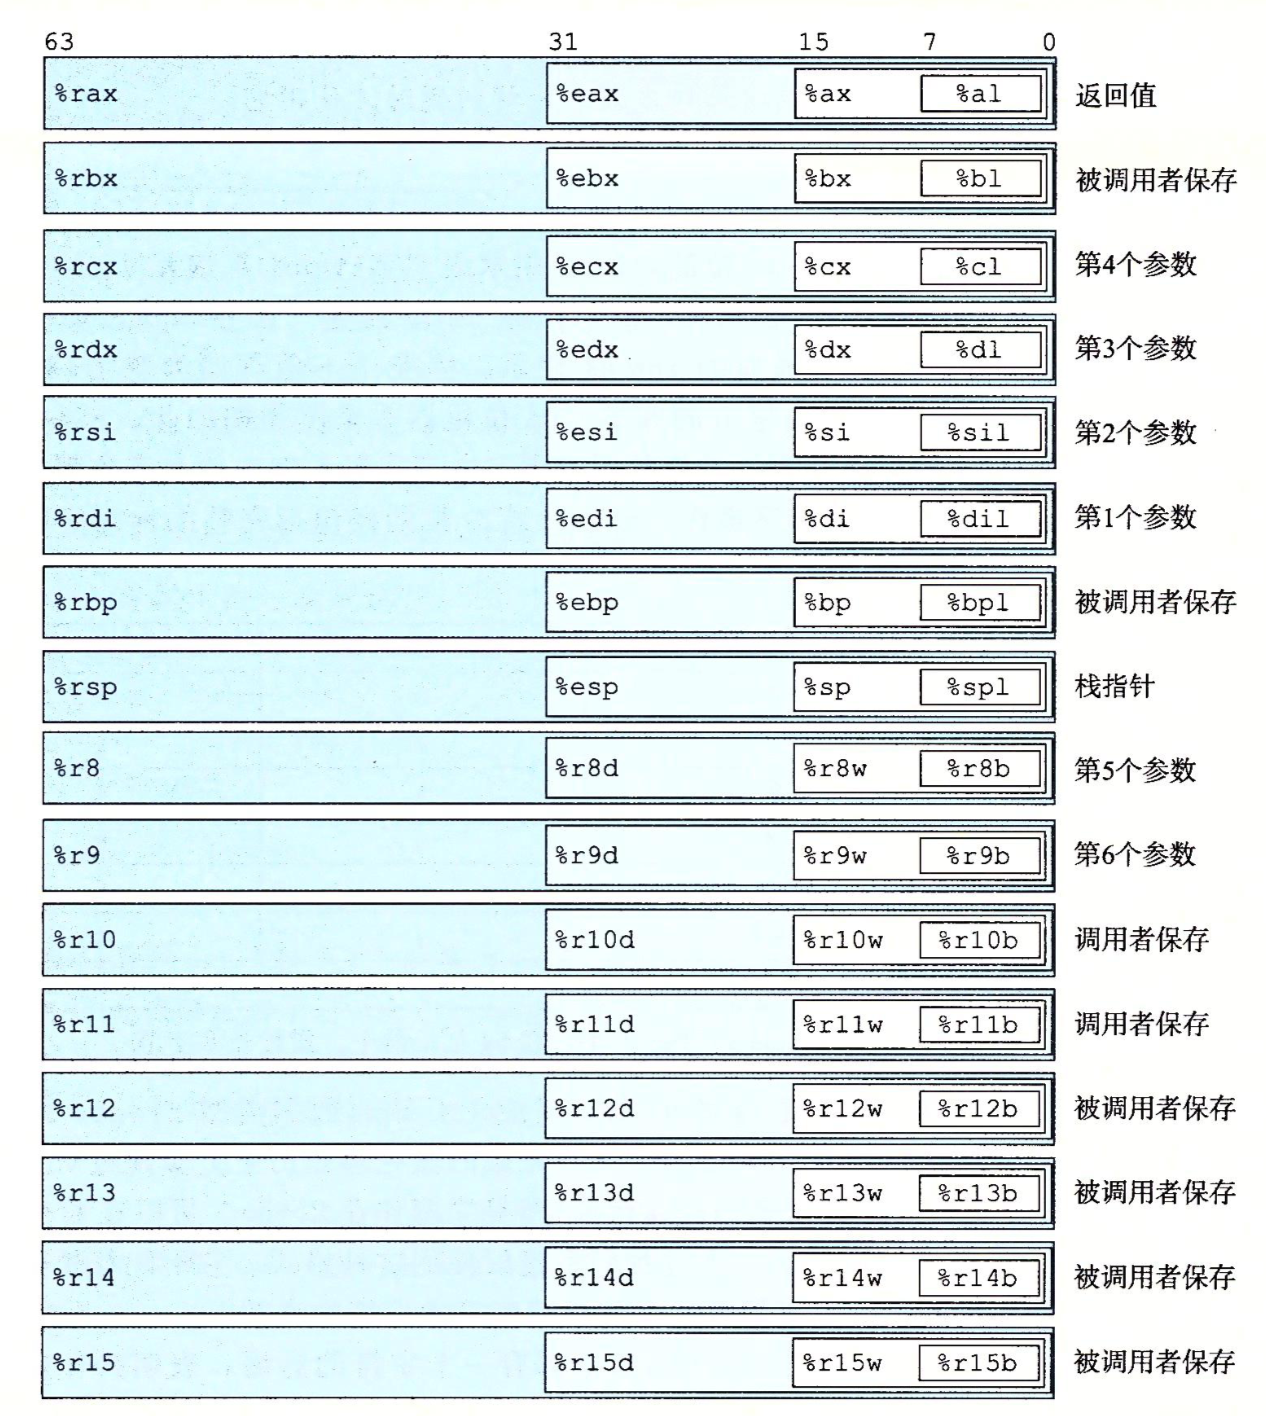 63 31 15 7 0
%rax %eax %ax %al 返回值
%rbx %ebx %bx %bl 被调用者保存
%rcx %ecx %cx %cl 第4个参数
%rdx %edx %dx %dl 第3个参数
%rsi %esi %si %sil 第2个参数
%rdi %edi %di %dil 第1个参数
%rbp %ebp %bp %bpl 被调用者保存
%rsp %esp %sp %spl 栈指针
%r8 %r8d %r8w %r8b 第5个参数
%r9 %r9d %r9w %r9b 第6个参数
%r10 %r10d %r10w %r10b 调用者保存
%r11 %r11d %r11w %r11b 调用者保存
%r12 %r12d %r12w %r12b 被调用者保存
%r13 %r13d %r13w %r13b 被调用者保存
%r14 %r14d %r14w %r14b 被调用者保存
%r15 %r15d %r15w %r15b 被调用者保存